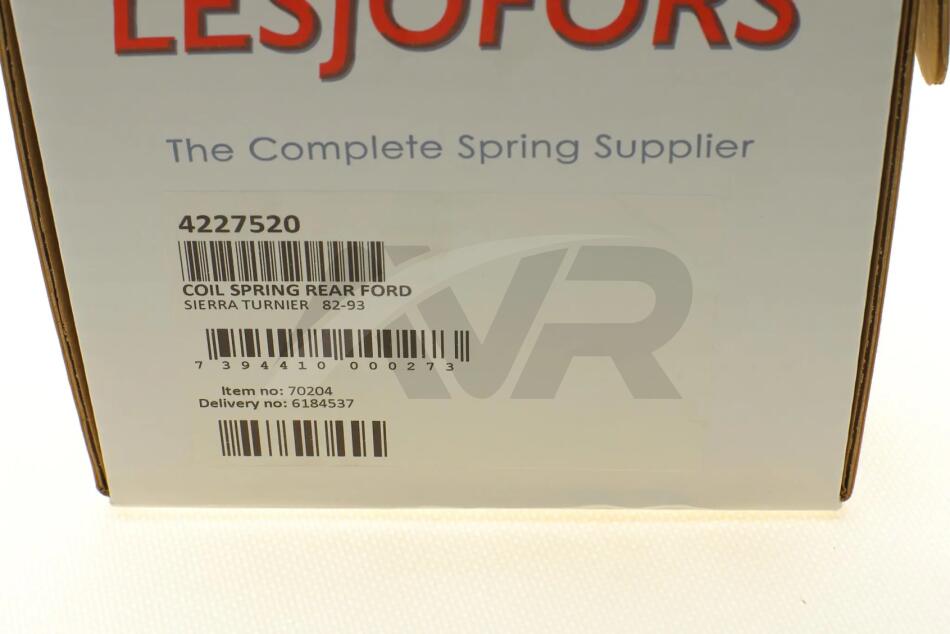 LESJOFORS
The Complete Spring Supplier
4227520
COIL SPRING REAR FORD
SIERRA TURNIER 82-93
7 394410 000273
Item no: 70204
Delivery no: 6184537
AVR